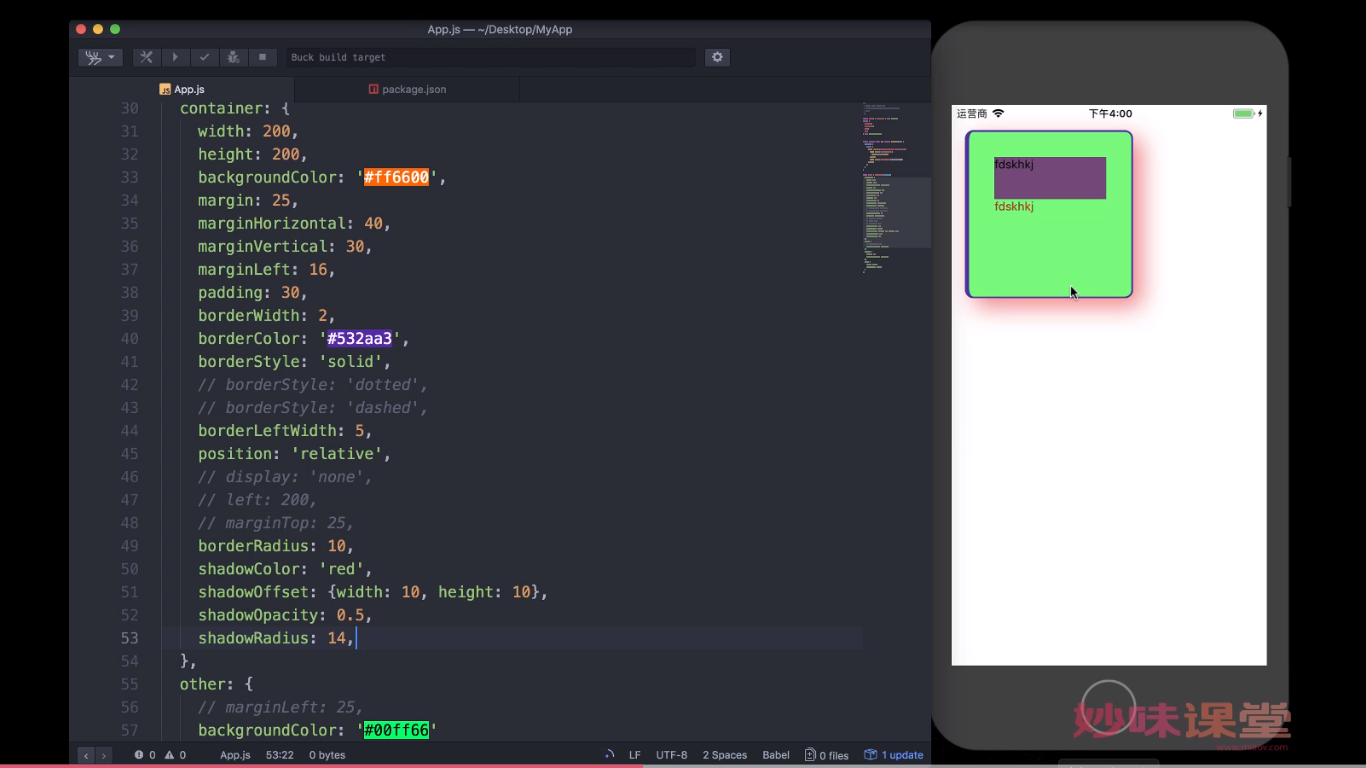 App.js — ~/Desktop/MyApp
Buck build target
App.js
package.json
30 container: {
31 width: 200,
32 height: 200,
33 backgroundColor: '#ff6600',
34 margin: 25,
35 marginHorizontal: 40,
36 marginVertical: 30,
37 marginLeft: 16,
38 padding: 30,
39 borderWidth: 2,
40 borderColor: '#532aa3',
41 borderStyle: 'solid',
42 // borderStyle: 'dotted',
43 // borderStyle: 'dashed',
44 borderLeftWidth: 5,
45 position: 'relative',
46 // display: 'none',
47 // left: 200,
48 // marginTop: 25,
49 borderRadius: 10,
50 shadowColor: 'red',
51 shadowOffset: {width: 10, height: 10},
52 shadowOpacity: 0.5,
53 shadowRadius: 14,
54 },
55 other: {
56 // marginLeft: 25,
57 backgroundColor: '#00ff66'
0 0 App.js 53:22 0 bytes LF UTF-8 2 Spaces Babel 0 files 1 update
运营商 下午4:00
fdskhkj
fdskhkj
妙味课堂